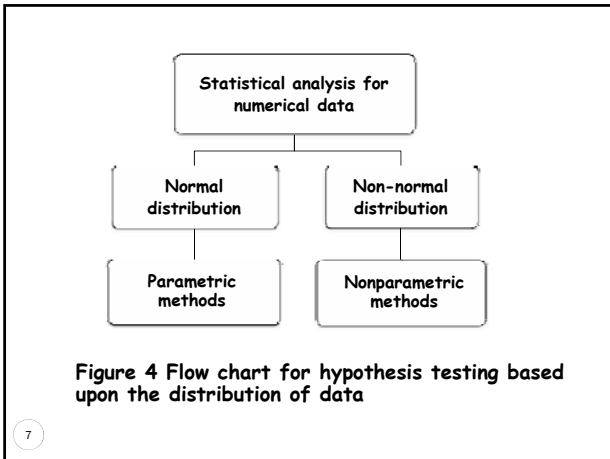 Statistical analysis for
numerical data
Normal
distribution
Non-normal
distribution
Parametric
methods
Nonparametric
methods
Figure 4 Flow chart for hypothesis testing based
upon the distribution of data
7